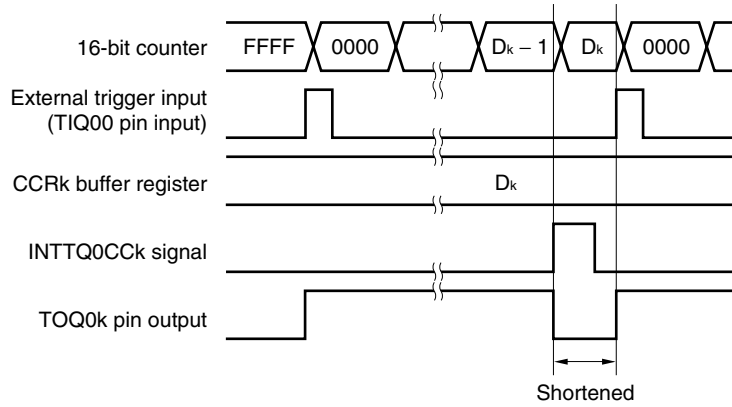 16-bit counter FFFF 0000 Dk − 1 Dk 0000
External trigger input
(TIQ00 pin input)
CCRk buffer register Dk
INTTQ0CCk signal
TOQ0k pin output
Shortened